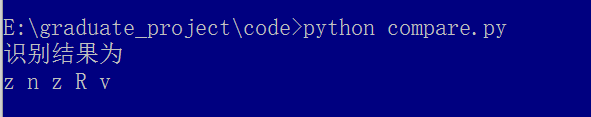 E:\graduate_project\code>python compare.py
识别结果为
z n z R v